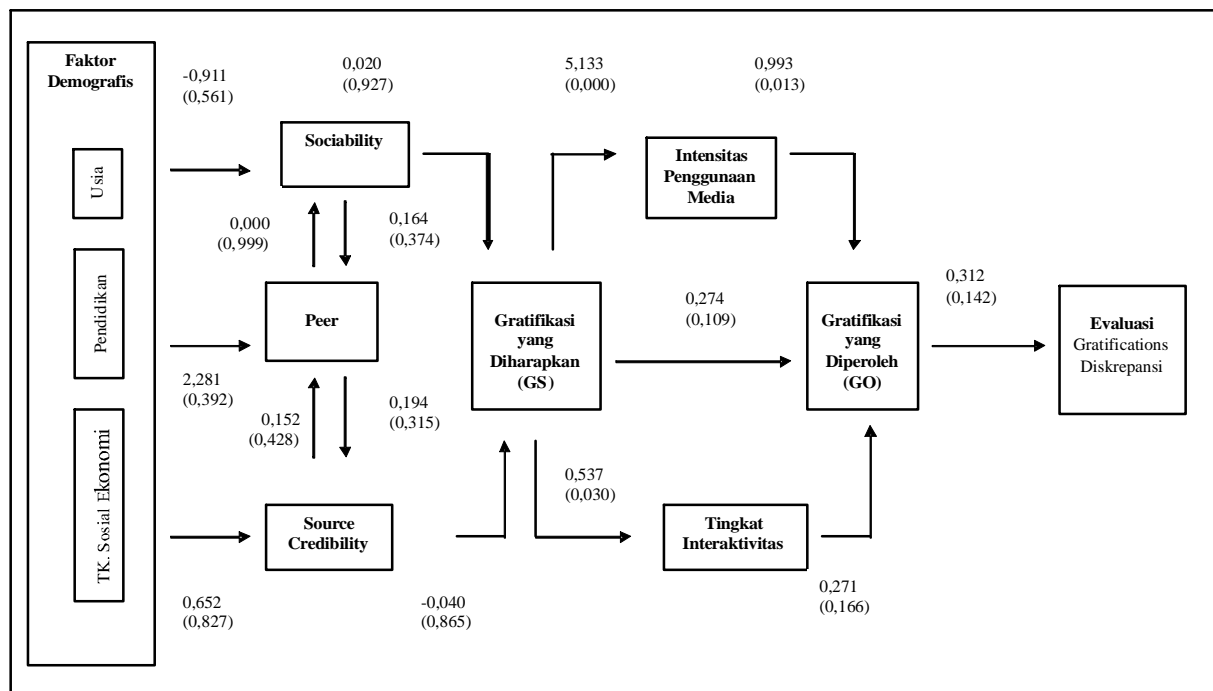 Faktor
Demografis
Usia
Pendidikan
TK. Sosial Ekonomi
-0,911
(0,561)
0,020
(0,927)
5,133
(0,000)
0,993
(0,013)
Sociability
Intensitas
Penggunaan
Media
0,000
(0,999)
0,164
(0,374)
Peer
Gratifikasi
yang
Diharapkan
(GS)
0,274
(0,109)
Gratifikasi
yang
Diperoleh
(GO)
0,312
(0,142)
Evaluasi
Gratifications
Diskrepansi
2,281
(0,392)
0,152
(0,428)
0,194
(0,315)
0,537
(0,030)
Source
Credibility
Tingkat
Interaktivitas
0,652
(0,827)
-0,040
(0,865)
0,271
(0,166)